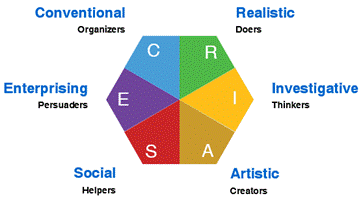 Conventional
Organizers
Realistic
Doers
C
R
Enterprising
Persuaders
E
I
Investigative
Thinkers
S
A
Social
Helpers
Artistic
Creators